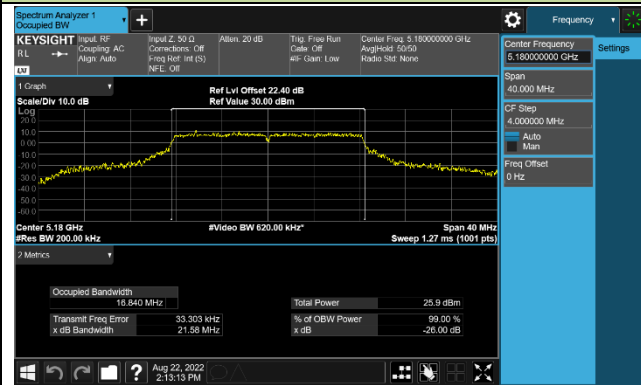 Spectrum Analyzer 1
Occupied BW
Frequency
KEYSIGHT
RL
LXI
Input: RF
Coupling: AC
Align: Auto
Input Z: 50 Ω
Corrections: Off
Freq Ref: Int (S)
NFE: Off
Atten: 20 dB
Trig: Free Run
Gate: Off
#IF Gain: Low
Center Freq: 5.180000000 GHz
Avg|Hold: 50/50
Radio Std: None
Center Frequency
5.180000000 GHz
Settings
Span
40.000 MHz
CF Step
4.000000 MHz
Auto
Man
Freq Offset
0 Hz
1 Graph
Scale/Div 10.0 dB
Ref Lvl Offset 22.40 dB
Ref Value 30.00 dBm
Log
20.0
10.0
0.00
-10.0
-20.0
-30.0
-40.0
-50.0
-60.0
Center 5.18 GHz
#Res BW 200.00 kHz
#Video BW 620.00 kHz*
Span 40 MHz
Sweep 1.27 ms (1001 pts)
2 Metrics
Occupied Bandwidth
16.840 MHz
Total Power 25.9 dBm
Transmit Freq Error 33.303 kHz
% of OBW Power 99.00 %
x dB Bandwidth 21.58 MHz
x dB -26.00 dB
Aug 22, 2022
2:13:13 PM